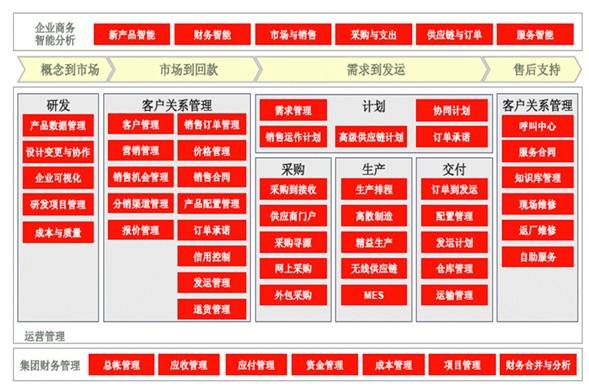 企业商务
智能分析
新产品智能
财务智能
市场与销售
采购与支出
供应链与订单
服务智能
概念到市场
市场到回款
需求到发运
售后支持
研发
产品数据管理
设计变更与协作
企业可视化
研发项目管理
成本与质量
客户关系管理
客户管理
销售订单管理
营销管理
价格管理
销售机会管理
销售合同
分销渠道管理
产品配置管理
报价管理
订单承诺
信用控制
发运管理
退货管理
需求管理
计划
协同计划
销售运作计划
高级供应链计划
订单承诺
采购
采购到接收
供应商门户
采购寻源
网上采购
外包采购
生产
生产排程
离散制造
精益生产
无线供应链
MES
交付
订单到发运
配置管理
发运计划
仓库管理
运输管理
客户关系管理
呼叫中心
服务合同
知识库管理
现场维修
返厂维修
自助服务
运营管理
集团财务管理
总帐管理
应收管理
应付管理
资金管理
成本管理
项目管理
财务合并与分析